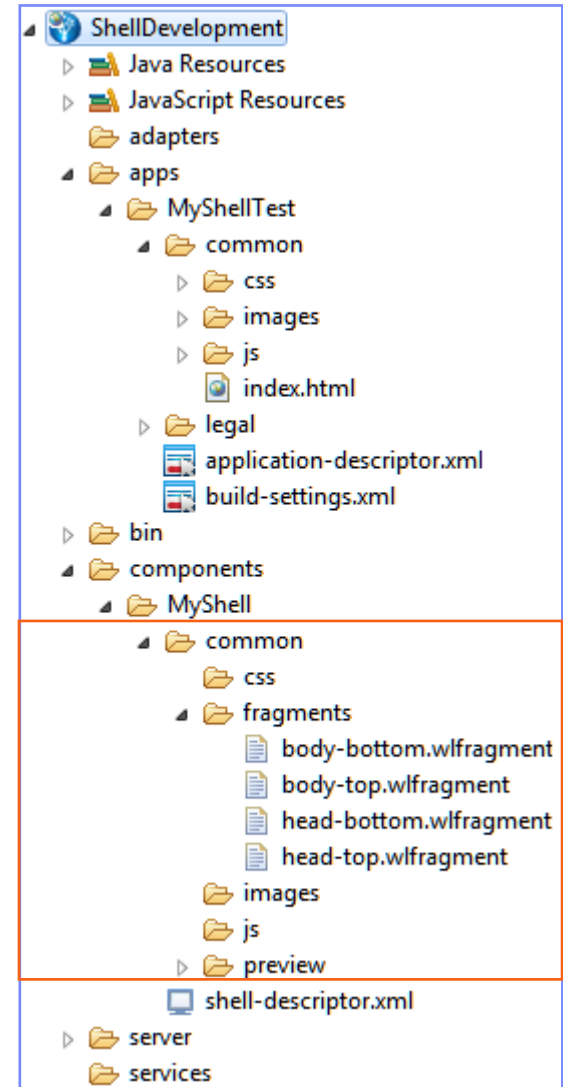 ShellDevelopment
Java Resources
JavaScript Resources
adapters
apps
MyShellTest
common
css
images
js
index.html
legal
application-descriptor.xml
build-settings.xml
bin
components
MyShell
common
css
fragments
body-bottom.wlfragment
body-top.wlfragment
head-bottom.wlfragment
head-top.wlfragment
images
js
preview
shell-descriptor.xml
server
services